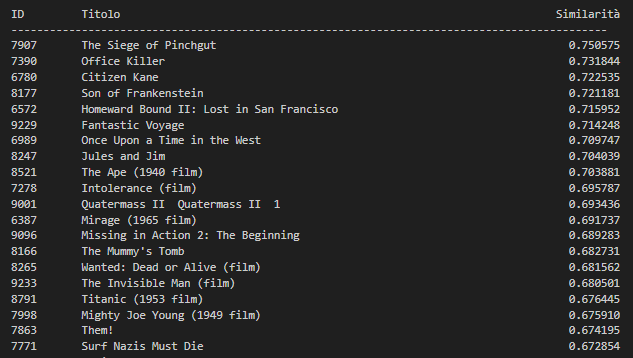 ID Titolo Similarità
--------------------------------------------------------------------------------------------
7907 The Siege of Pinchgut 0.750575
7390 Office Killer 0.731844
6780 Citizen Kane 0.722535
8177 Son of Frankenstein 0.721181
6572 Homeward Bound II: Lost in San Francisco 0.715952
9229 Fantastic Voyage 0.714248
6989 Once Upon a Time in the West 0.709747
8247 Jules and Jim 0.704039
8521 The Ape (1940 film) 0.703881
7278 Intolerance (film) 0.695787
9001 Quatermass II  Quatermass II  1 0.693436
6387 Mirage (1965 film) 0.691737
9096 Missing in Action 2: The Beginning 0.689283
8166 The Mummy's Tomb 0.682731
8265 Wanted: Dead or Alive (film) 0.681562
9233 The Invisible Man (film) 0.680501
8791 Titanic (1953 film) 0.676445
7998 Mighty Joe Young (1949 film) 0.675910
7863 Them! 0.674195
7771 Surf Nazis Must Die 0.672854